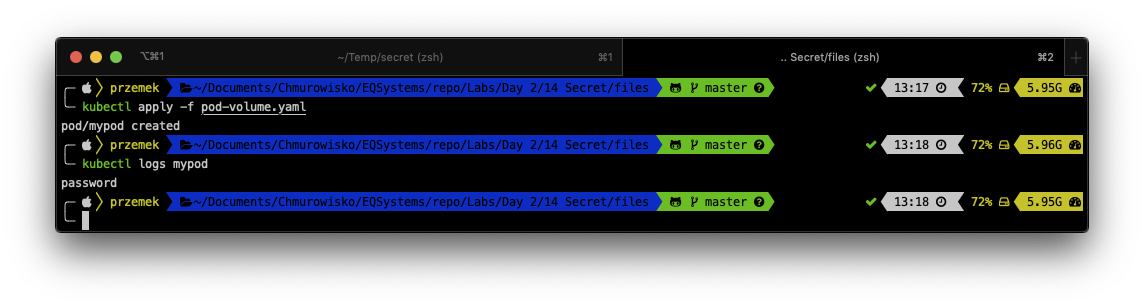 ⌥⌘1 ~/Temp/secret (zsh) ⌘1 .. Secret/files (zsh) ⌘2 +
przemek ~/Documents/Chmurowisko/EQSystems/repo/Labs/Day 2/14 Secret/files master ? ✔ 13:17 72% 5.95G
kubectl apply -f pod-volume.yaml
pod/mypod created
przemek ~/Documents/Chmurowisko/EQSystems/repo/Labs/Day 2/14 Secret/files master ? ✔ 13:18 72% 5.96G
kubectl logs mypod
password
przemek ~/Documents/Chmurowisko/EQSystems/repo/Labs/Day 2/14 Secret/files master ? ✔ 13:18 72% 5.95G